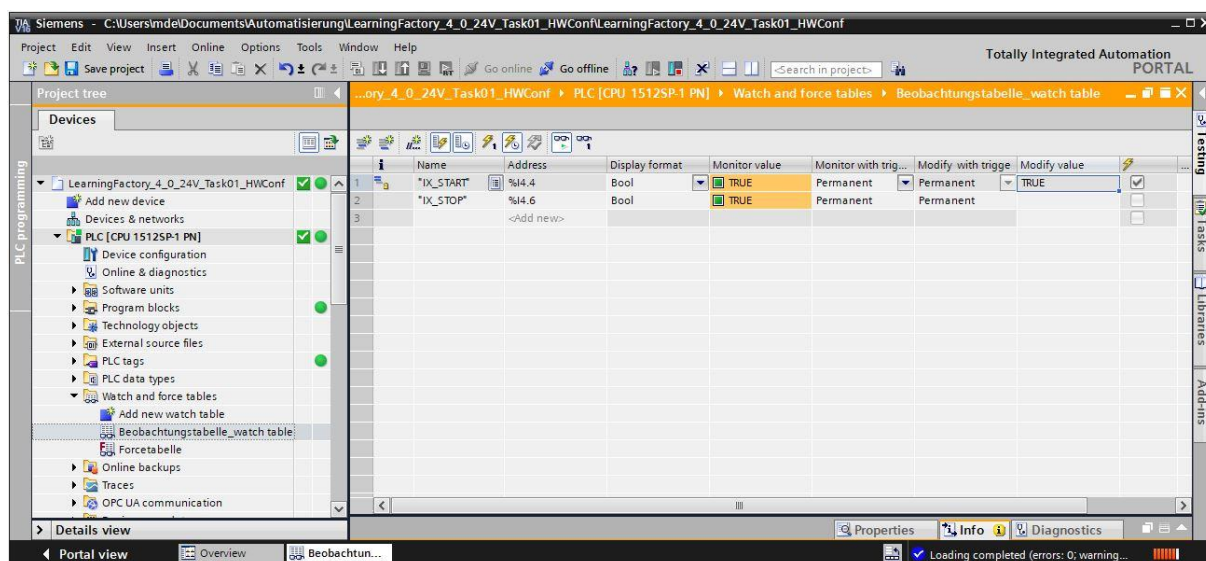 TIA V16 Siemens - C:\Users\mde\Documents\Automatisierung\LearningFactory_4_0_24V_Task01_HWConf\LearningFactory_4_0_24V_Task01_HWConf
Project Edit View Insert Online Options Tools Window Help
Save project Go online Go offline <Search in project> Totally Integrated Automation
PORTAL
Project tree
...ory_4_0_24V_Task01_HWConf PLC [CPU 1512SP-1 PN] Watch and force tables Beobachtungstabelle_watch table
Devices
i Name Address Display format Monitor value Monitor with trig... Modify with trigge Modify value ...
1 "IX_START" %I4.4 Bool TRUE Permanent Permanent TRUE
2 "IX_STOP" %I4.6 Bool TRUE Permanent Permanent
3 <Add new>
LearningFactory_4_0_24V_Task01_HWConf
Add new device
Devices & networks
PLC [CPU 1512SP-1 PN]
Device configuration
Online & diagnostics
Software units
Program blocks
Technology objects
External source files
PLC tags
PLC data types
Watch and force tables
Add new watch table
Beobachtungstabelle_watch table
Forcetabelle
Online backups
Traces
OPC UA communication
PLC programming
Testing
Tasks
Libraries
Add-ins
Details view
Properties Info Diagnostics
Portal view Overview Beobachtun... Loading completed (errors: 0; warning...